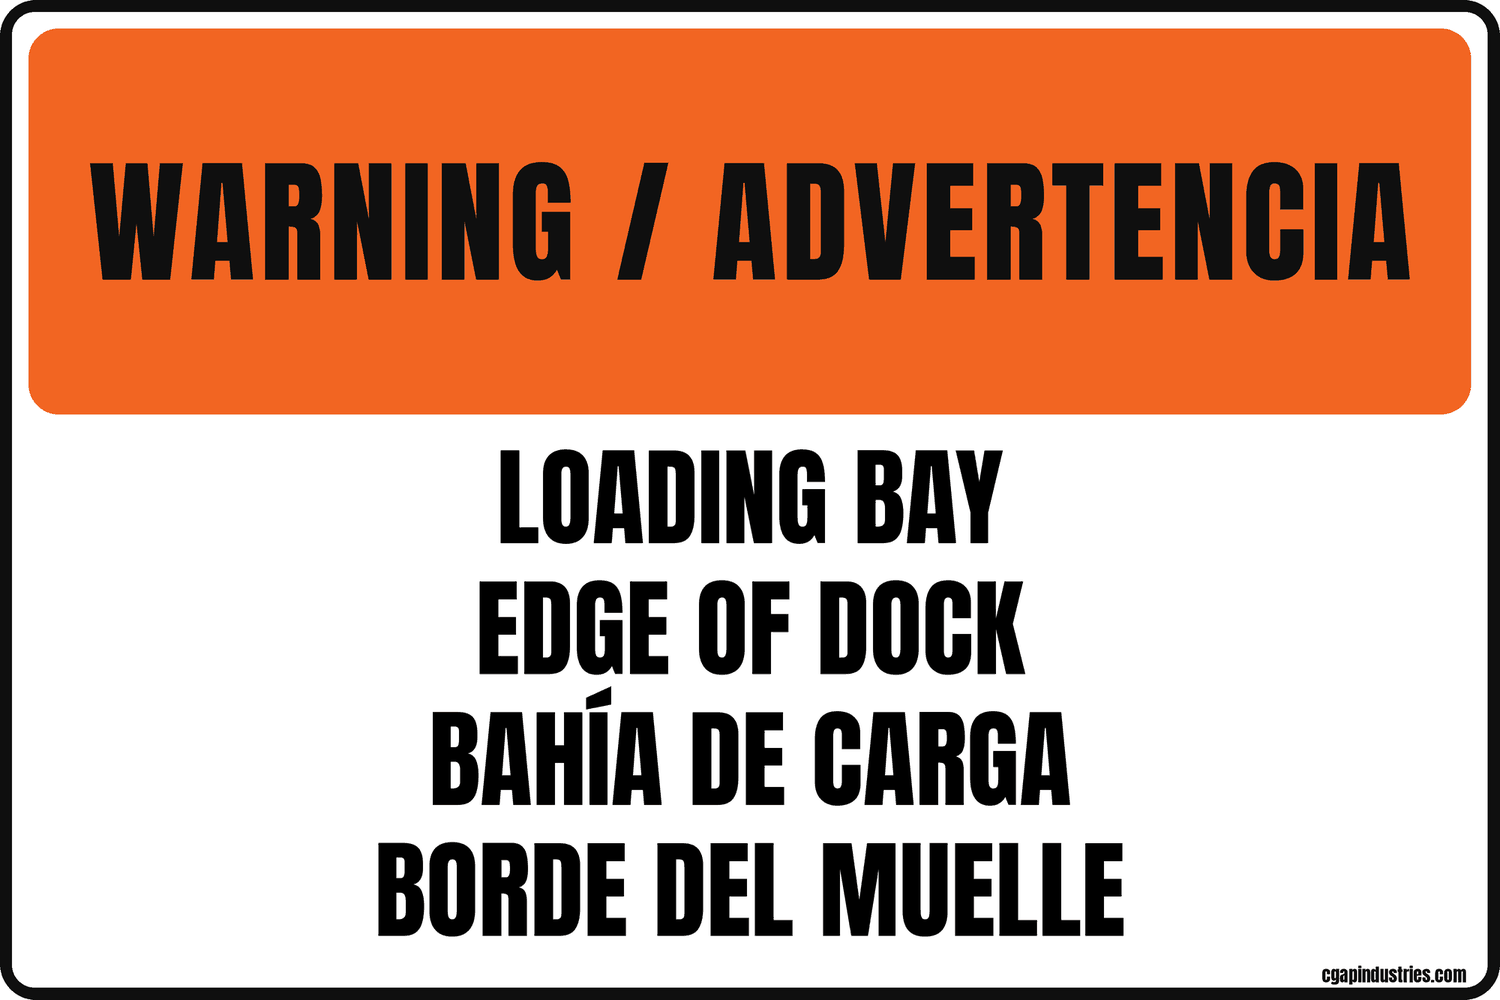 WARNING / ADVERTENCIA
LOADING BAY
EDGE OF DOCK
BAHÍA DE CARGA
BORDE DEL MUELLE
cgapindustries.com